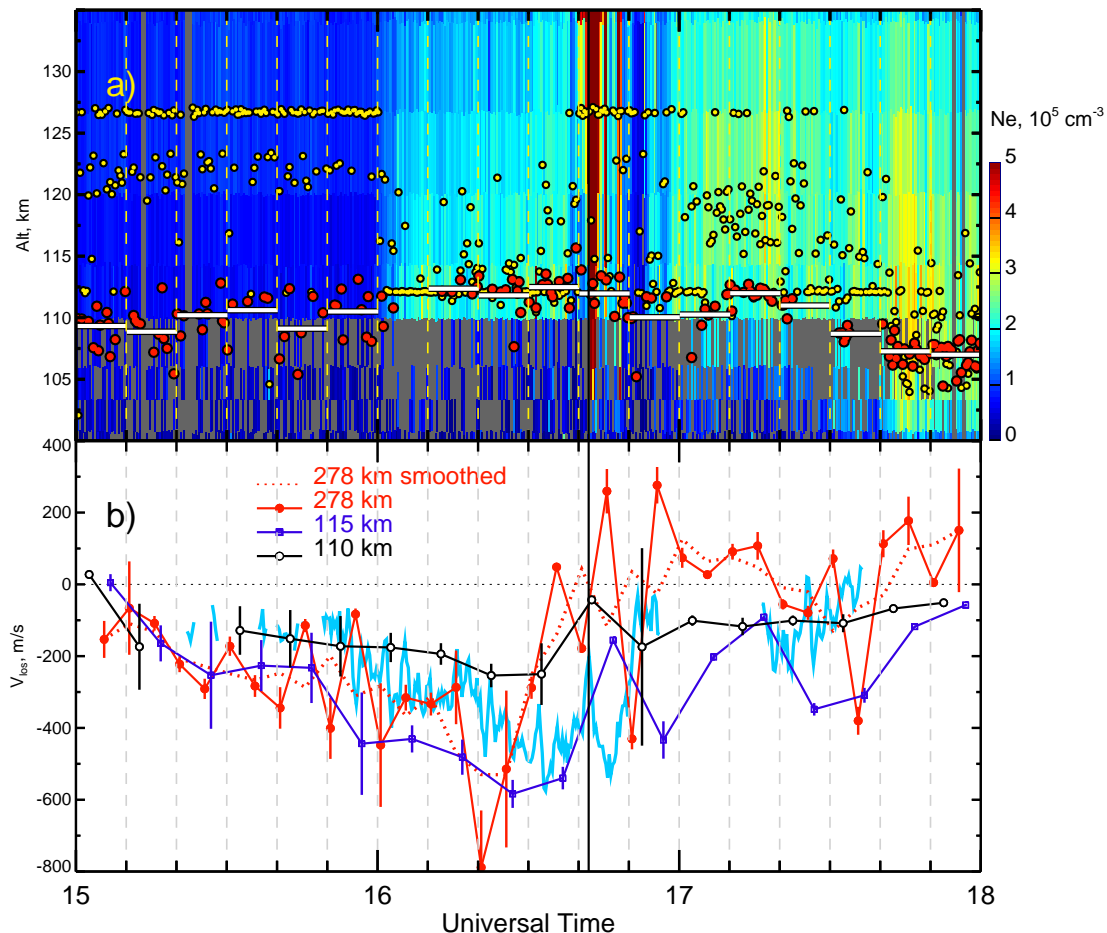 a)
Alt, km
130
125
120
115
110
105
Ne, 10⁵ cm⁻³
5
4
3
2
1
0
b)
278 km smoothed
278 km
115 km
110 km
V_los, m/s
400
200
0
-200
-400
-600
-800
15
16
17
18
Universal Time